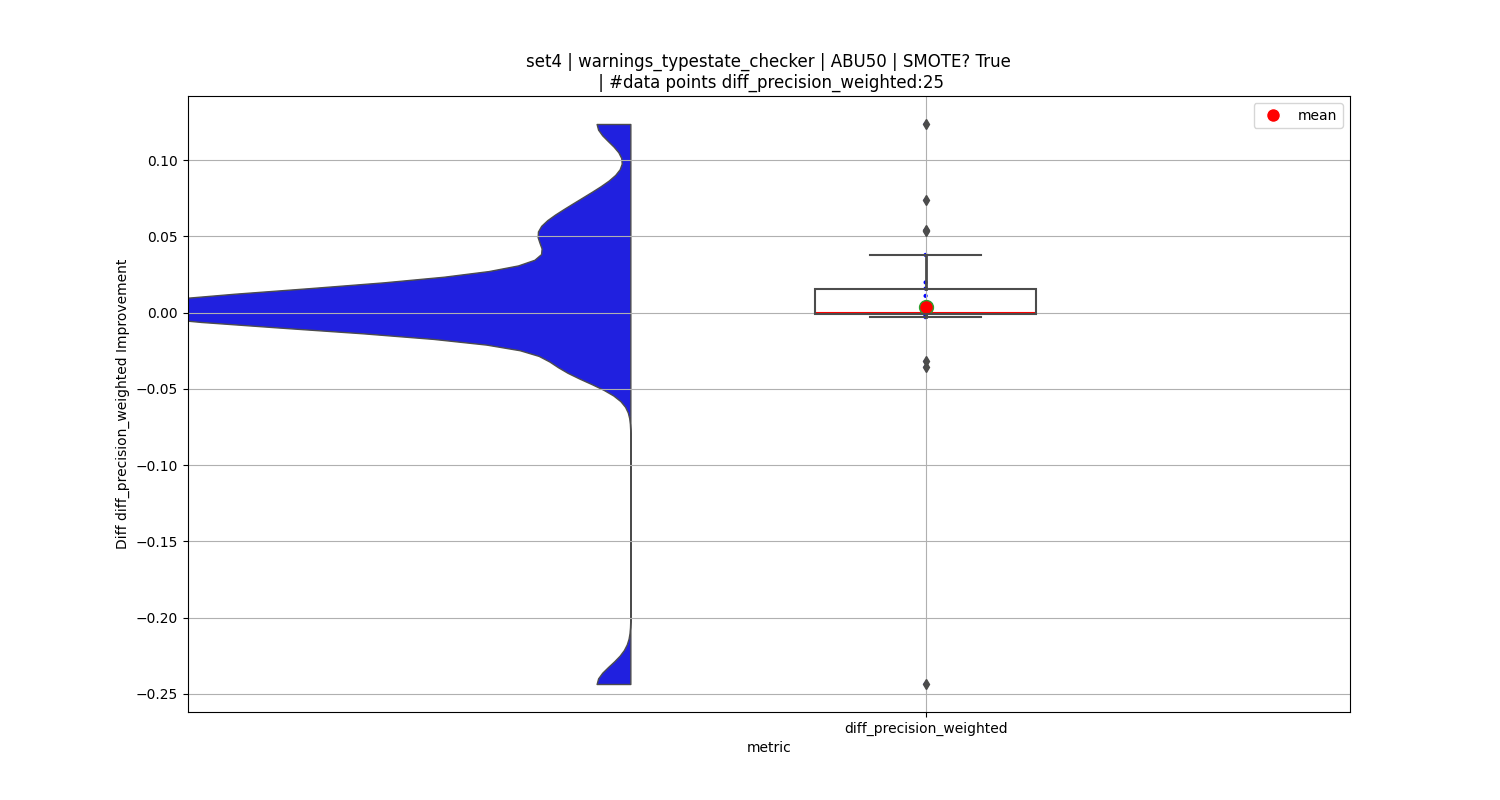 set4 | warnings_typestate_checker | ABU50 | SMOTE? True
| #data points diff_precision_weighted:25
mean
0.10
0.05
0.00
−0.05
−0.10
−0.15
−0.20
−0.25
Diff diff_precision_weighted Improvement
diff_precision_weighted
metric